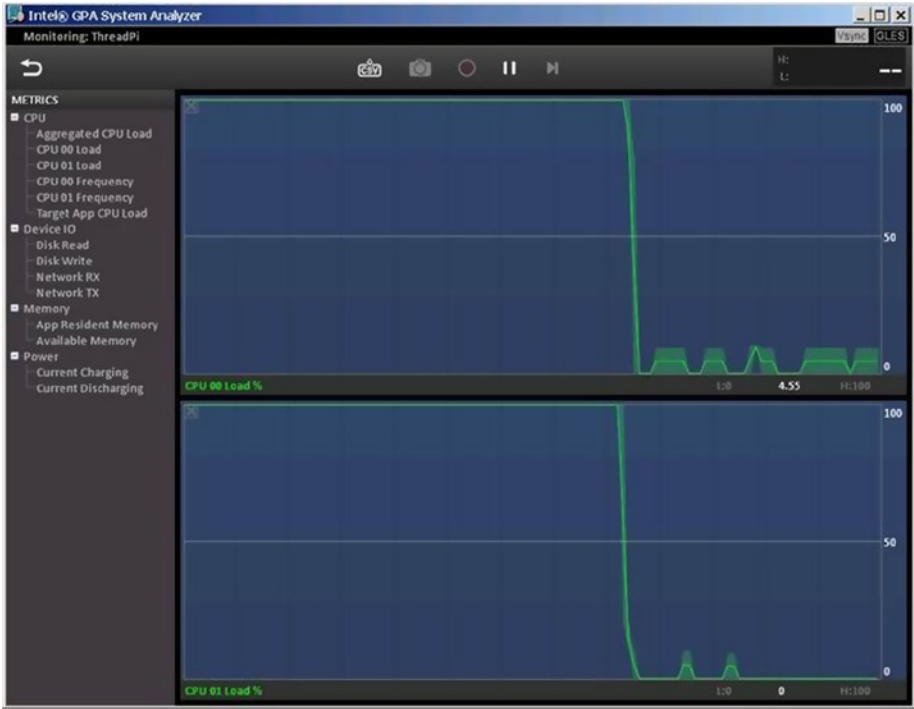 Intel® GPA System Analyzer
Monitoring: ThreadPi
Vsync GLES
CSV
H:
L:
--
METRICS
CPU
Aggregated CPU Load
CPU 00 Load
CPU 01 Load
CPU 00 Frequency
CPU 01 Frequency
Target App CPU Load
Device IO
Disk Read
Disk Write
Network RX
Network TX
Memory
App Resident Memory
Available Memory
Power
Current Charging
Current Discharging
100
50
0
CPU 00 Load % L:0 4.55 H:100
100
50
0
CPU 01 Load % L:0 0 H:100